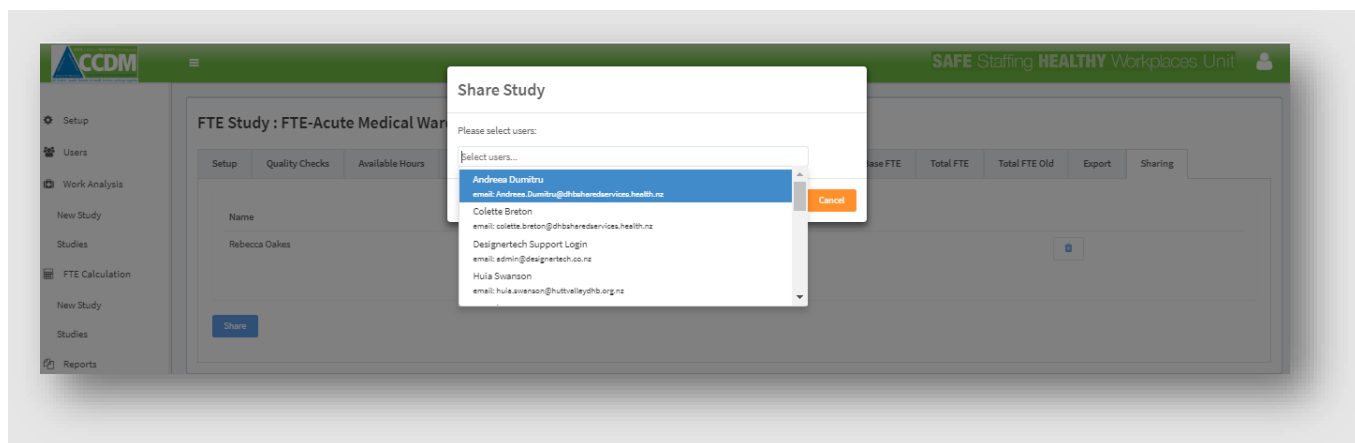 CCDM
SAFE Staffing HEALTHY Workplaces Unit
Share Study
Please select users:
Select users...
Andreea Dumitru
email: Andreea.Dumitru@dhbsharedservices.health.nz
Colette Breton
email: colette.breton@dhbsharedservices.health.nz
Designertech Support Login
email: admin@designertech.co.nz
Huia Swanson
email: huia.swanson@huttvalleydhb.org.nz
Cancel
Setup
Users
Work Analysis
New Study
Studies
FTE Calculation
New Study
Studies
Reports
FTE Study : FTE-Acute Medical War
Setup Quality Checks Available Hours Base FTE Total FTE Total FTE Old Export Sharing
Name
Rebecca Oakes
Share